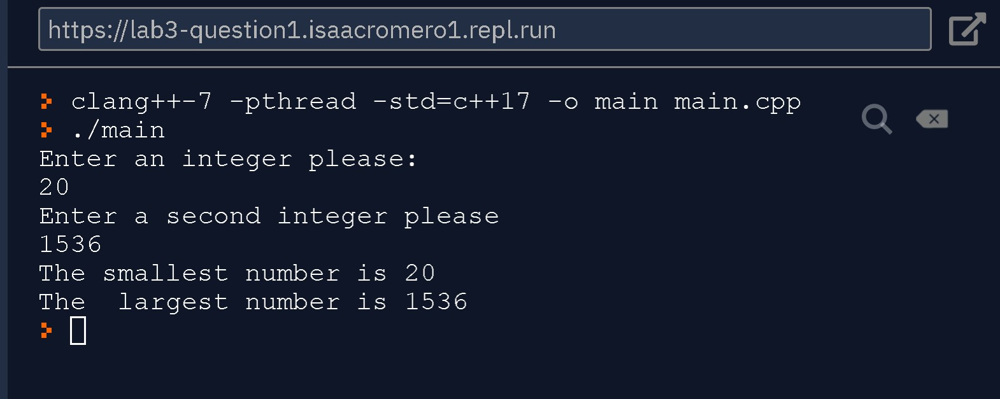 https://lab3-question1.isaacromero1.repl.run
clang++-7 -pthread -std=c++17 -o main main.cpp
./main
Enter an integer please:
20
Enter a second integer please
1536
The smallest number is 20
The  largest number is 1536